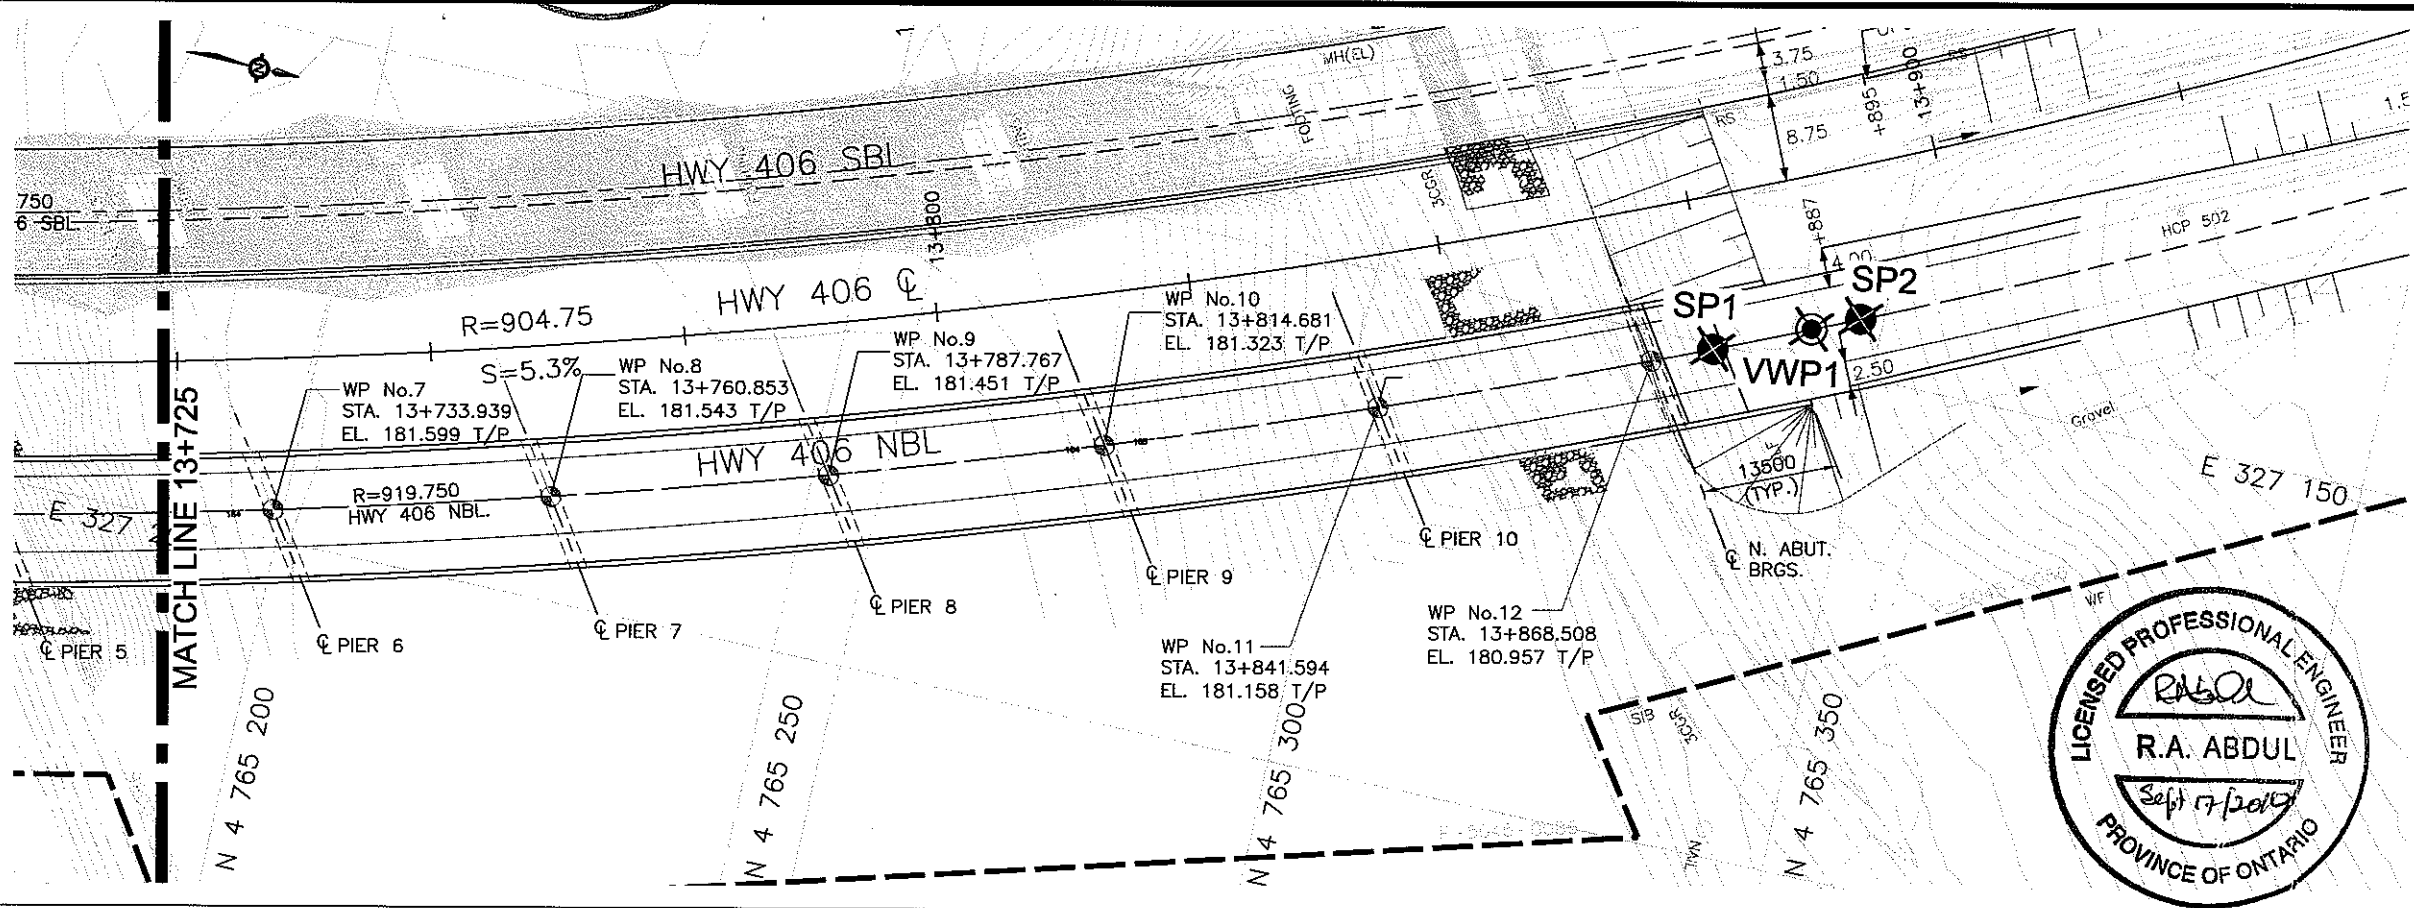 MH(EL)
FOOTING
3.75
1.50
8.75
+895
13+900
RS
RS
HWY 406 SBL
750
6 SBL
3CGR
13+800
+887
4.00
HCP 502
HWY 406 ℄
R=904.75
S=5.3%
WP No.7
STA. 13+733.939
EL. 181.599 T/P
WP No.8
STA. 13+760.853
EL. 181.543 T/P
WP No.9
STA. 13+787.767
EL. 181.451 T/P
WP No.10
STA. 13+814.681
EL. 181.323 T/P
SP1
SP2
VWP1
2.50
Gravel
HWY 406 NBL
R=919.750
HWY 406 NBL.
E 327
MATCH LINE 13+725
13500
(TYP.)
E 327 150
℄ PIER 5
℄ PIER 6
℄ PIER 7
℄ PIER 8
℄ PIER 9
℄ PIER 10
℄ N. ABUT.
BRGS.
WP No.11
STA. 13+841.594
EL. 181.158 T/P
WP No.12
STA. 13+868.508
EL. 180.957 T/P
WF
SIB
3CGR
N 4 765 200
N 4 765 250
N 4 765 300
N 4 765 350
LICENSED PROFESSIONAL ENGINEER
R.A. ABDUL
PROVINCE OF ONTARIO